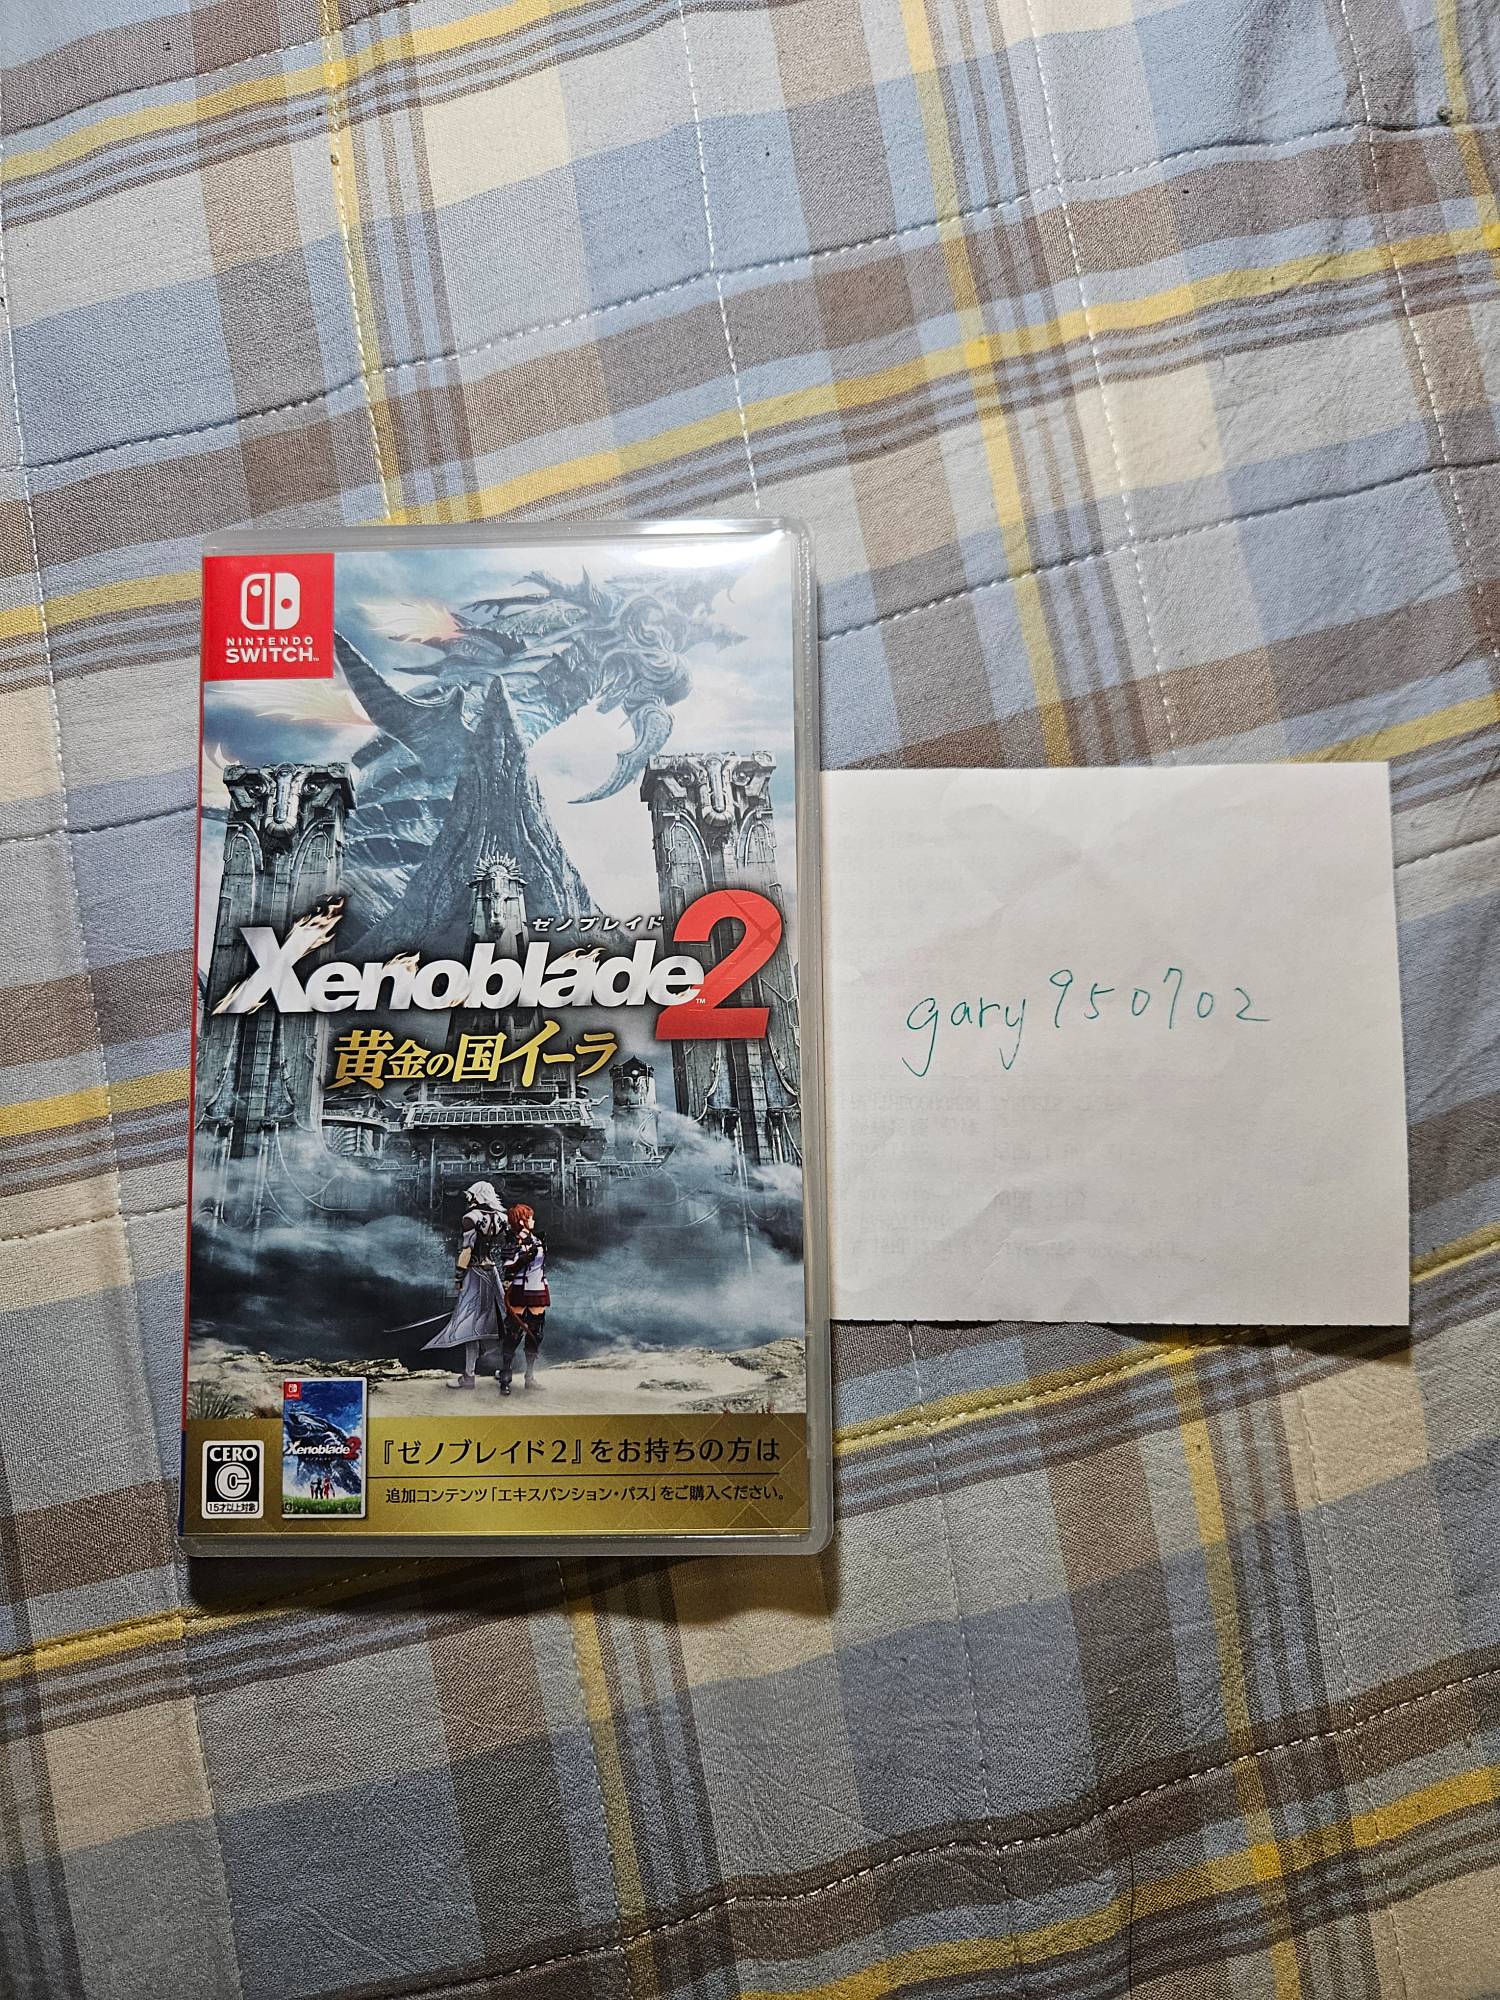 NINTENDO
SWITCH™
ゼノブレイド
Xenoblade2™
黄金の国イーラ
gary950702
Xenoblade2
『ゼノブレイド2』をお持ちの方は
追加コンテンツ「エキスパンション・パス」をご購入ください。
CERO
C
15才以上対象